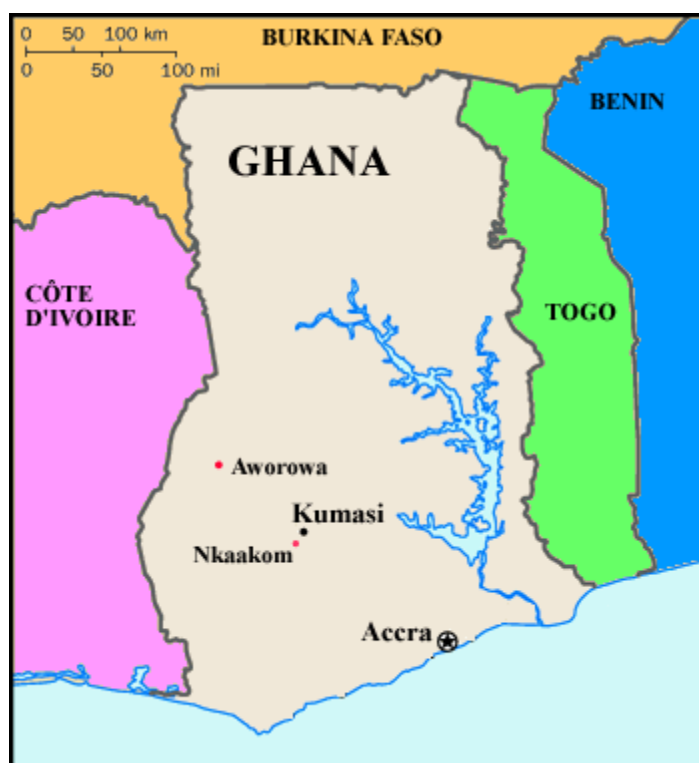 0 50 100 km
0 50 100 mi
BURKINA FASO
BENIN
GHANA
CÔTE
D'IVOIRE
TOGO
Aworowa
Kumasi
Nkaakom
Accra